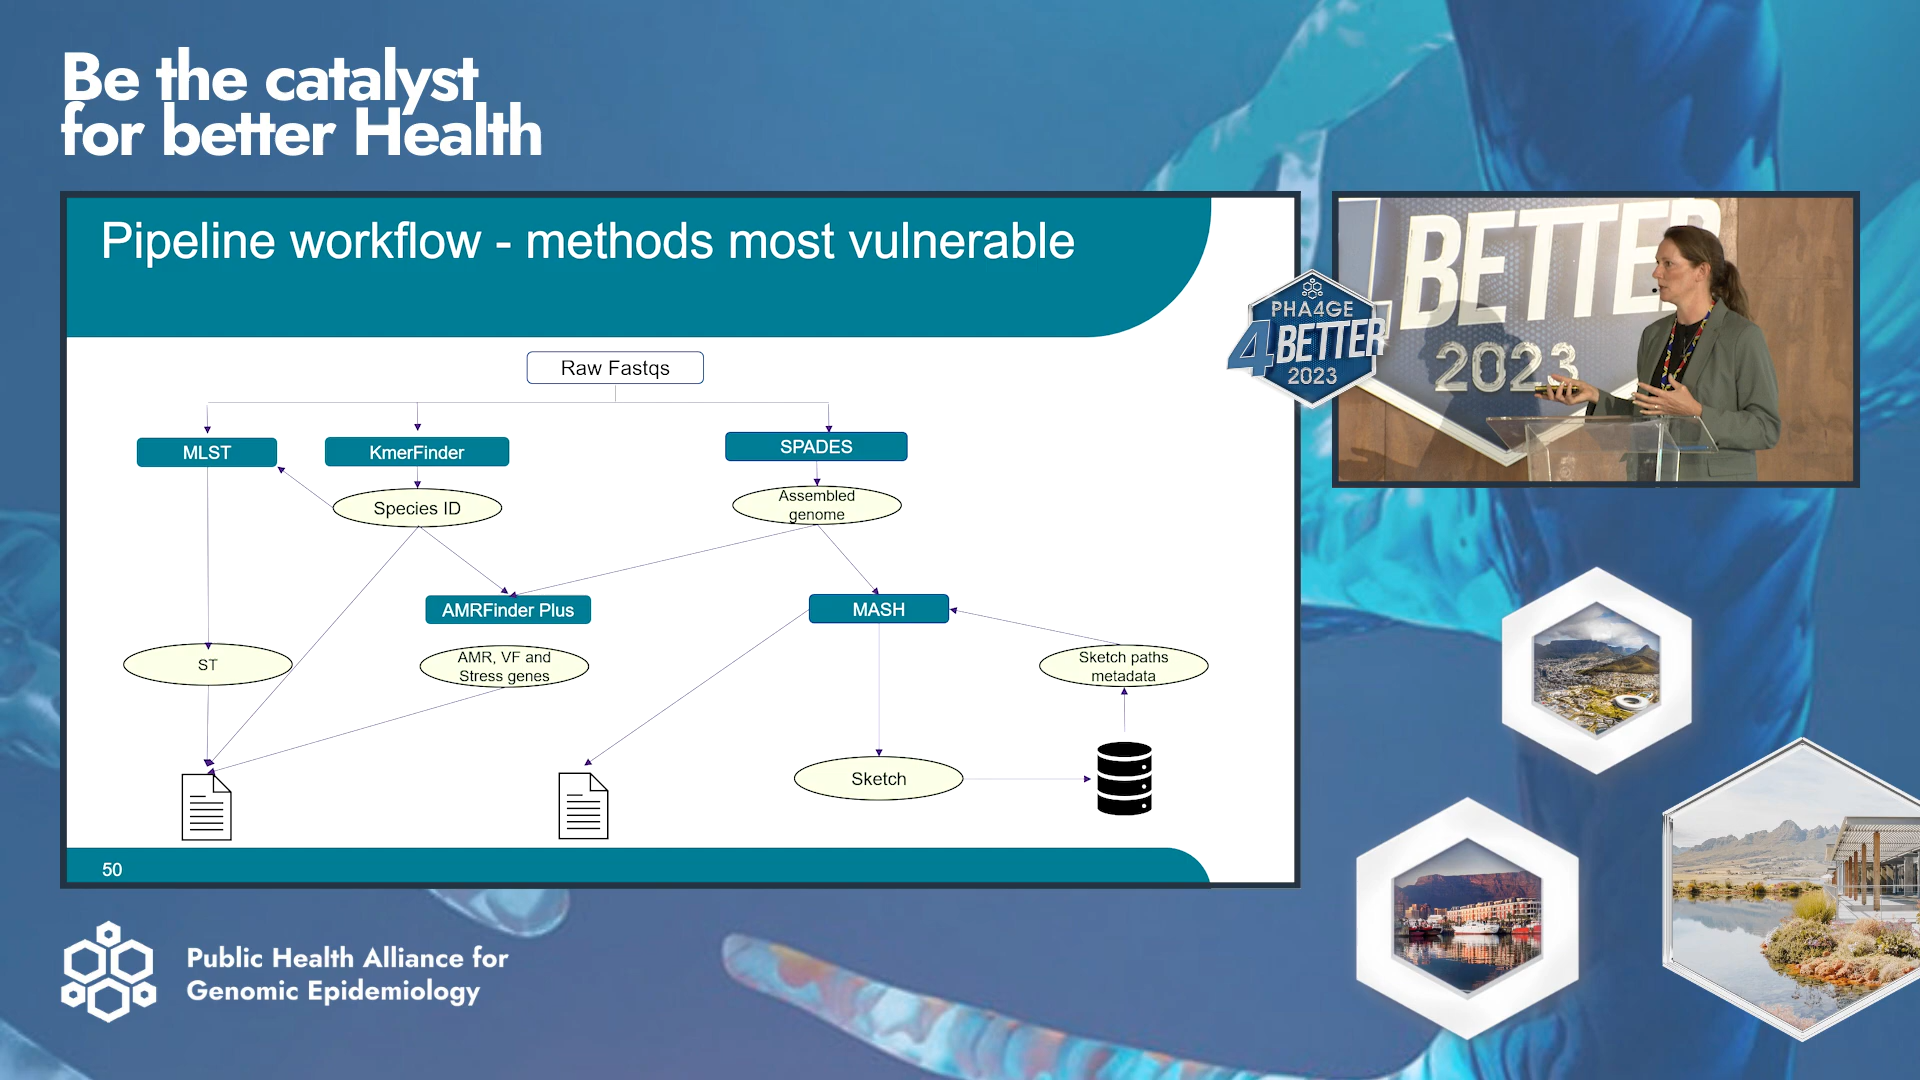 Be the catalyst
for better Health
Pipeline workflow - methods most vulnerable
Raw Fastqs
MLST
KmerFinder
SPADES
Species ID
Assembled
genome
AMRFinder Plus
MASH
ST
AMR, VF and
Stress genes
Sketch paths
metadata
Sketch
50
PHA4GE
4BETTER
2023
BETTER
2023
Public Health Alliance for
Genomic Epidemiology